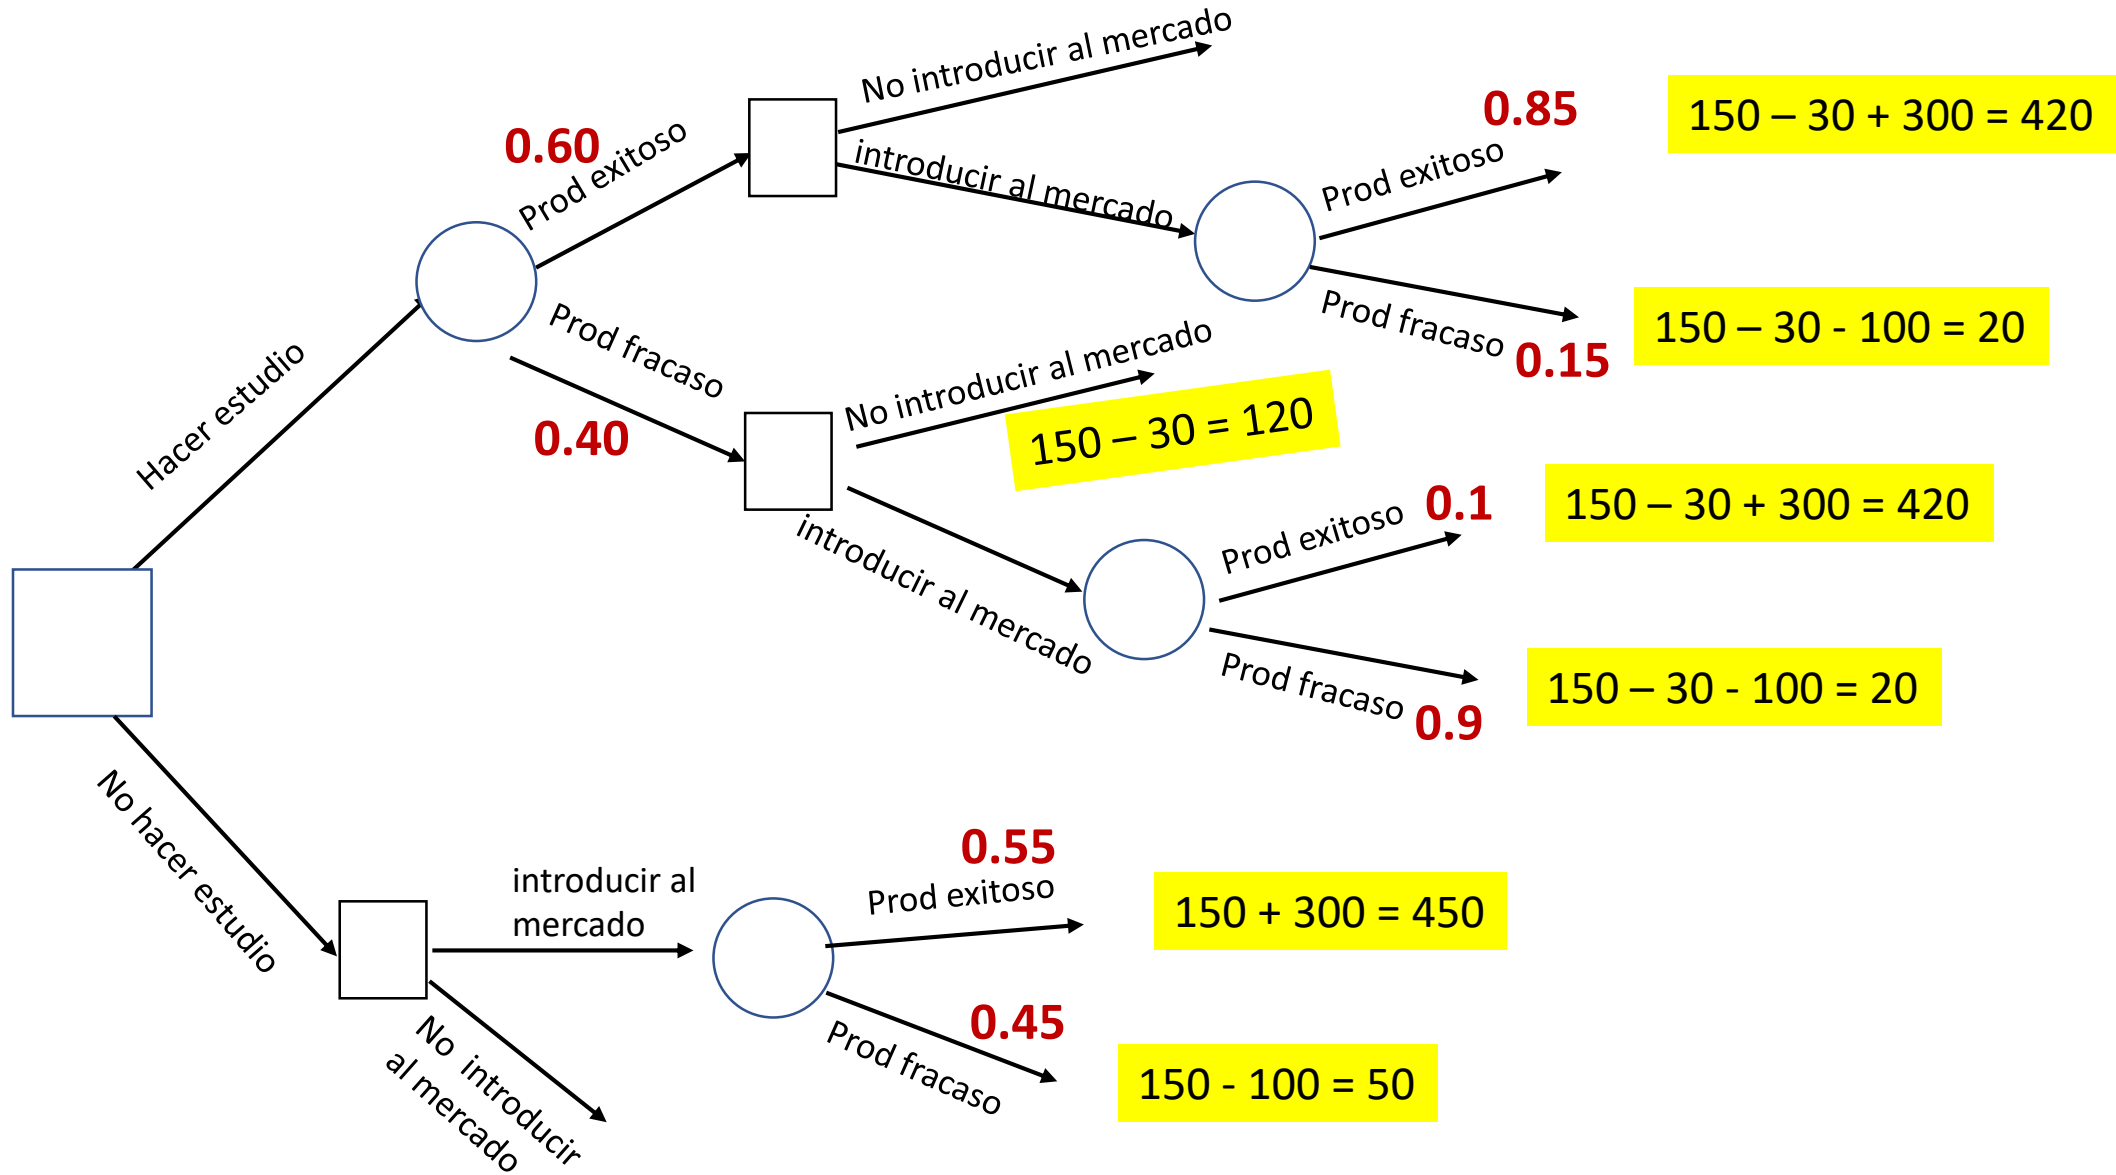 No introducir al mercado
0.60
Prod exitoso
introducir al mercado
0.85
Prod exitoso
150 – 30 + 300 = 420
Prod fracaso
0.15
150 – 30 - 100 = 20
Hacer estudio
Prod fracaso
0.40
No introducir al mercado
150 – 30 = 120
introducir al mercado
Prod exitoso
0.1
150 – 30 + 300 = 420
Prod fracaso
0.9
150 – 30 - 100 = 20
No hacer estudio
introducir al
mercado
0.55
Prod exitoso
150 + 300 = 450
0.45
Prod fracaso
150 - 100 = 50
No introducir
al mercado